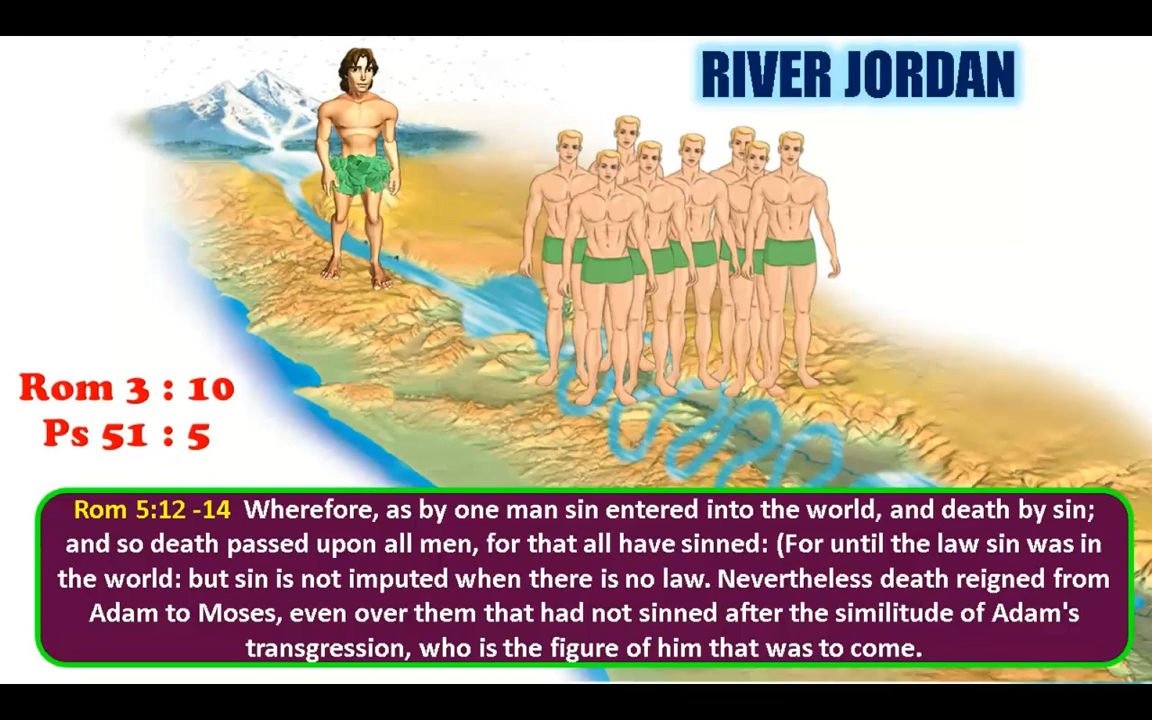 RIVER JORDAN
Rom 3 : 10
Ps 51 : 5
Rom 5:12 -14 Wherefore, as by one man sin entered into the world, and death by sin;
and so death passed upon all men, for that all have sinned: (For until the law sin was in
the world: but sin is not imputed when there is no law. Nevertheless death reigned from
Adam to Moses, even over them that had not sinned after the similitude of Adam's
transgression, who is the figure of him that was to come.